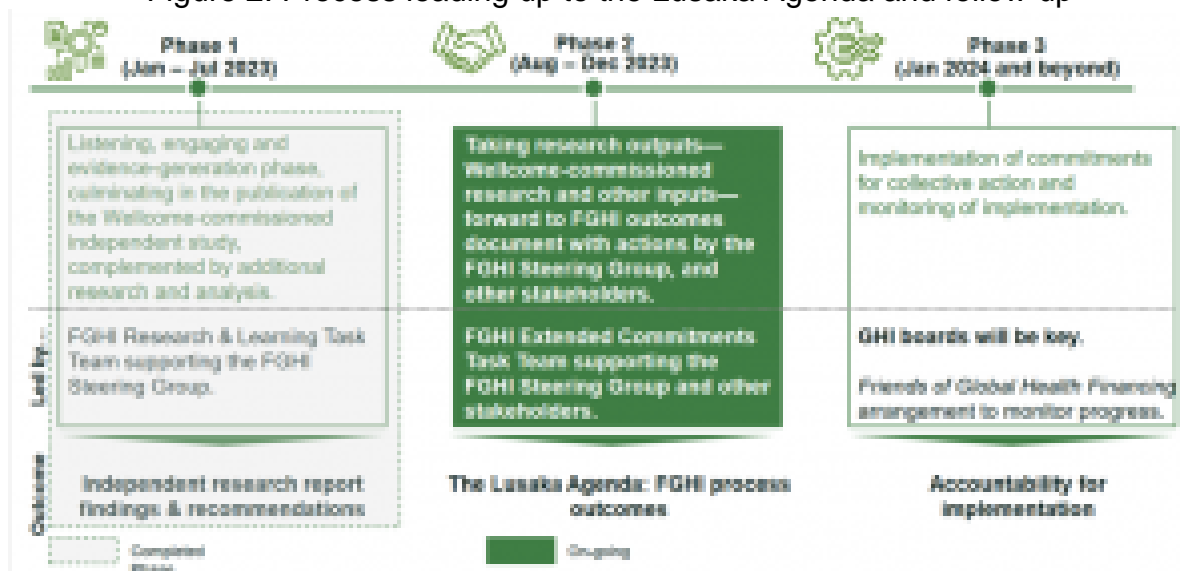 Figure 2: Process leading up to the Lusaka Agenda and follow-up
Phase 1
(Jan – Jul 2023)
Phase 2
(Aug – Dec 2023)
Phase 3
(Jan 2024 and beyond)
Listening, engaging and
evidence-generation phase,
culminating in the publication of
the Wellcome-commissioned
independent study,
complemented by additional
research and analysis.
Taking research outputs—
Wellcome-commissioned
research and other inputs—
forward to FGHI outcomes
document with actions by the
FGHI Steering Group, and
other stakeholders.
Implementation of commitments
for collective action and
monitoring of implementation.
Led by...
FGHI Research & Learning Task
Team supporting the FGHI
Steering Group.
FGHI Extended Commitments
Task Team supporting the
FGHI Steering Group and other
stakeholders.
GHI boards will be key.
Friends of Global Health Financing
arrangement to monitor progress.
Outcome
Independent research report
findings & recommendations
The Lusaka Agenda: FGHI process
outcomes
Accountability for
implementation
Completed
Phase
On-going